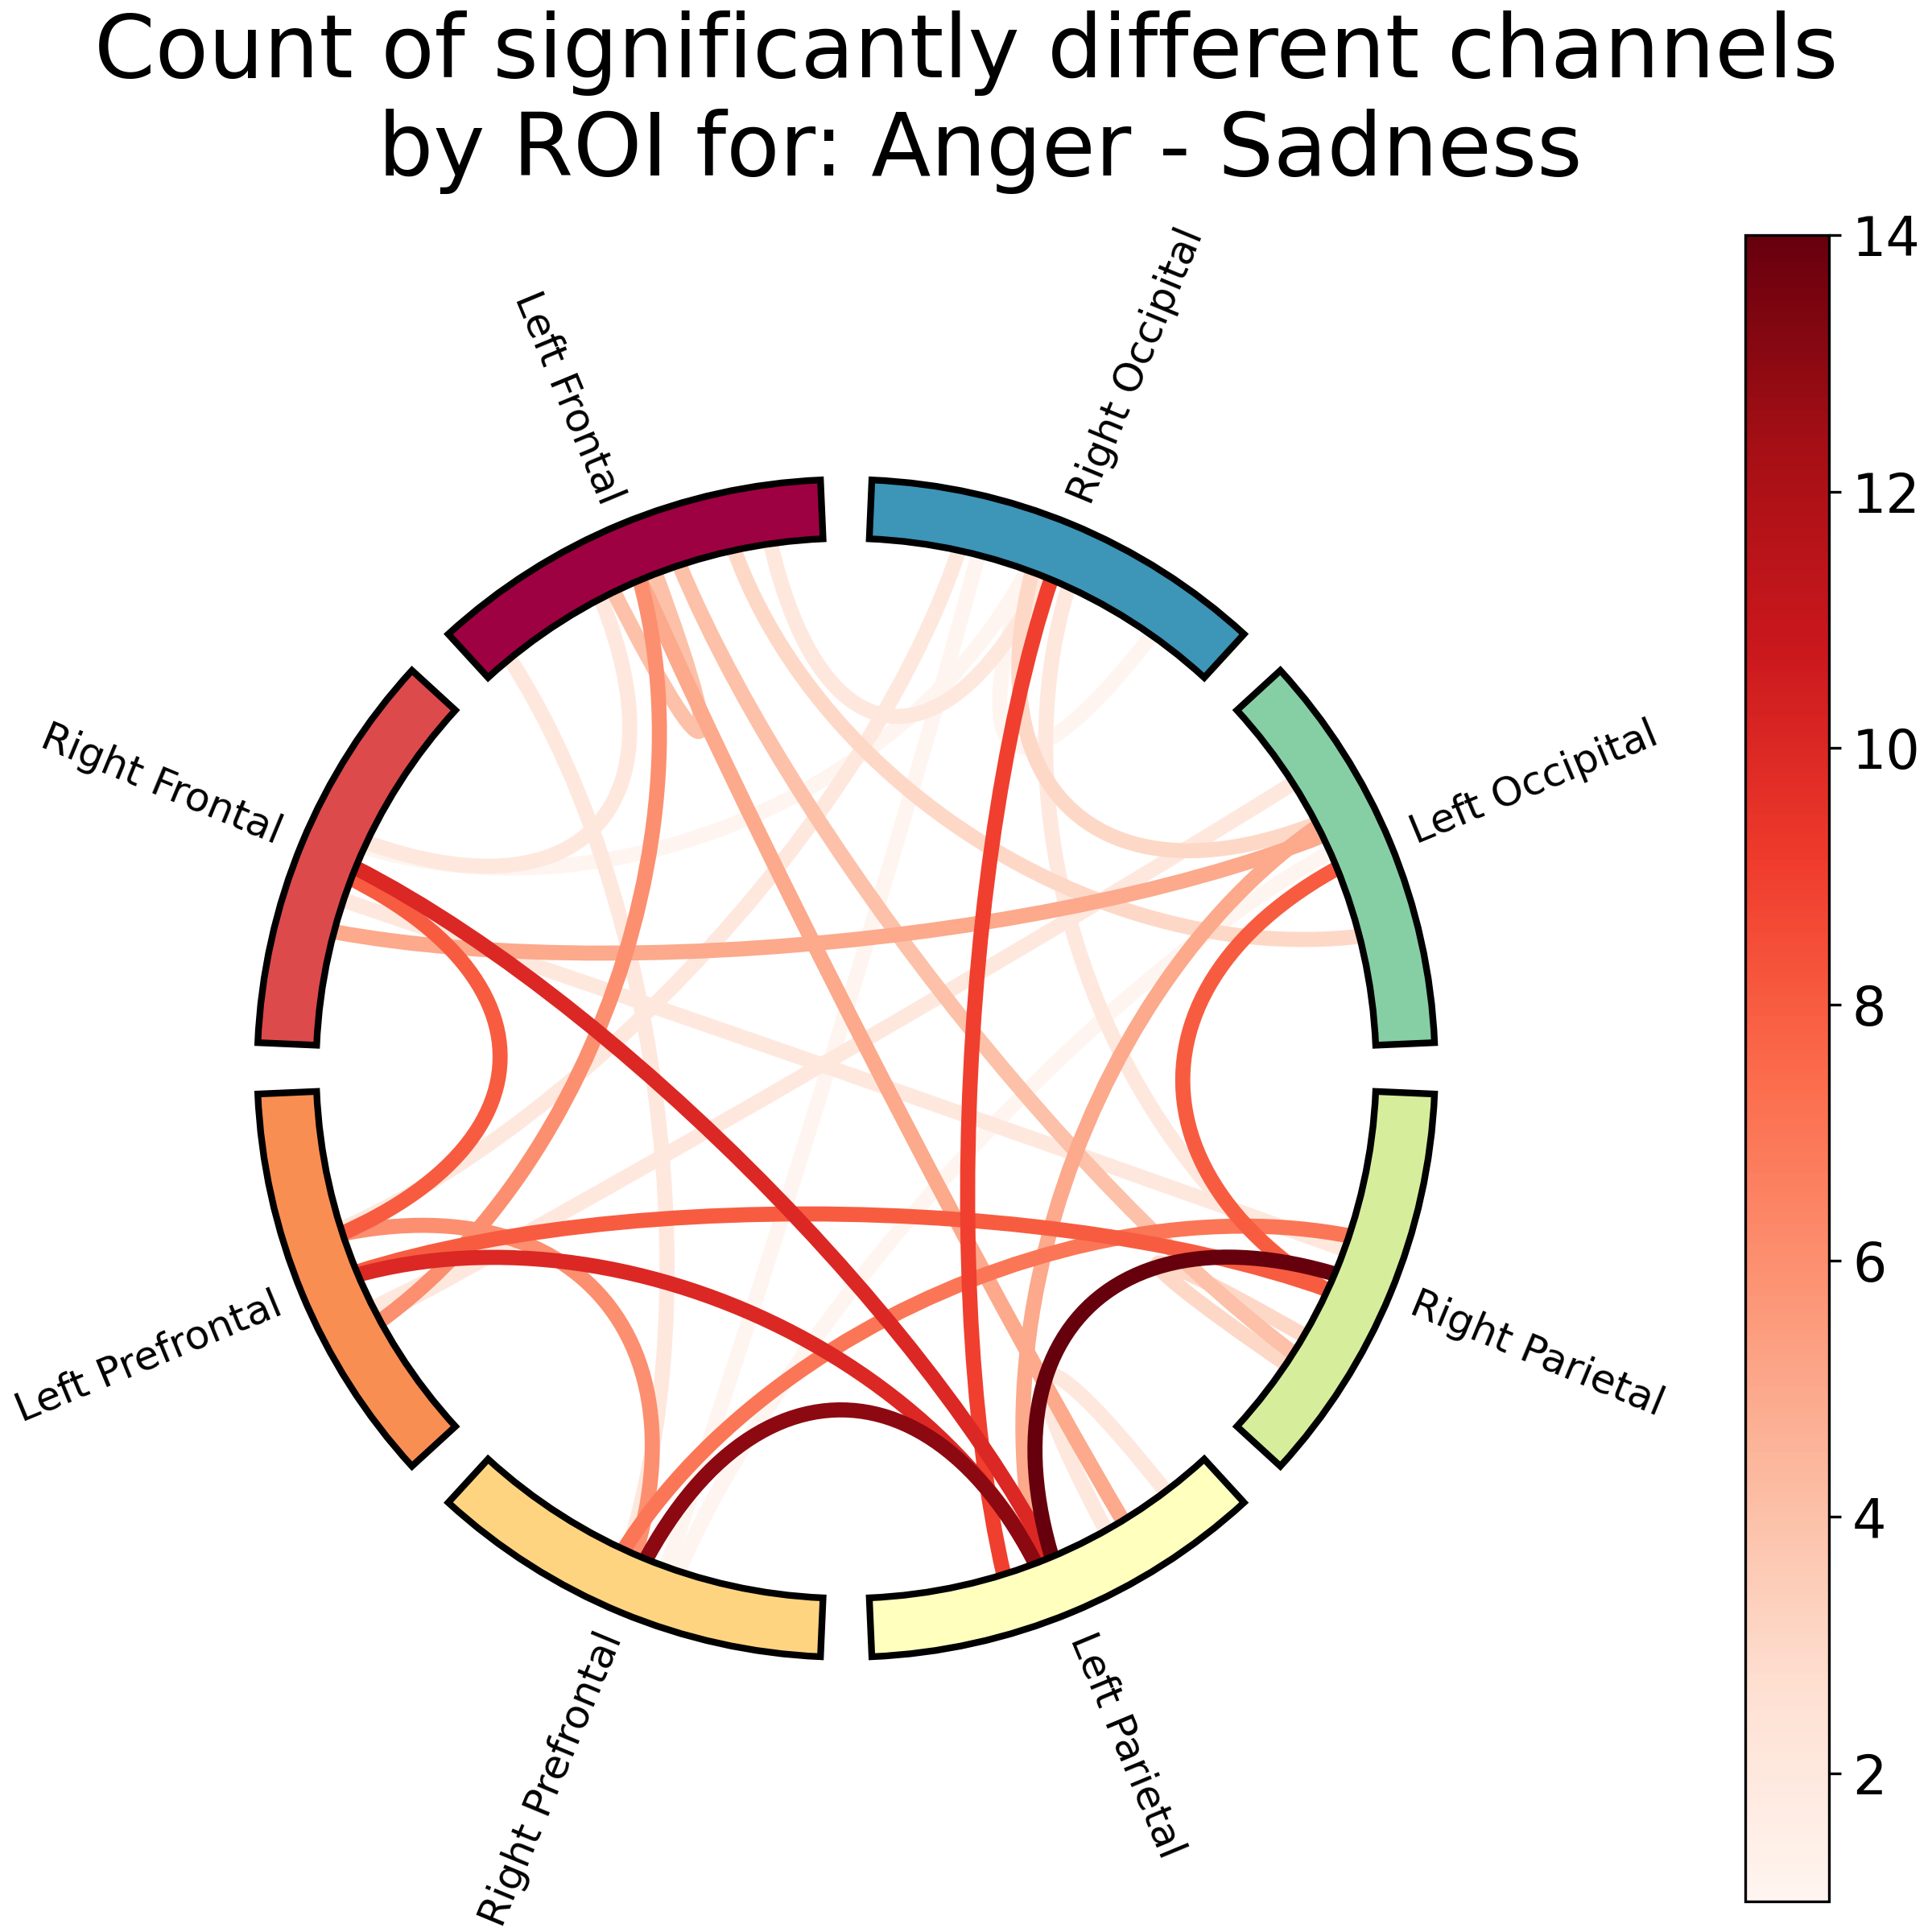 Count of significantly different channels
by ROI for: Anger - Sadness
Left Frontal
Right Occipital
Right Frontal
Left Occipital
Left Prefrontal
Right Parietal
Right Prefrontal
Left Parietal
14
12
10
8
6
4
2